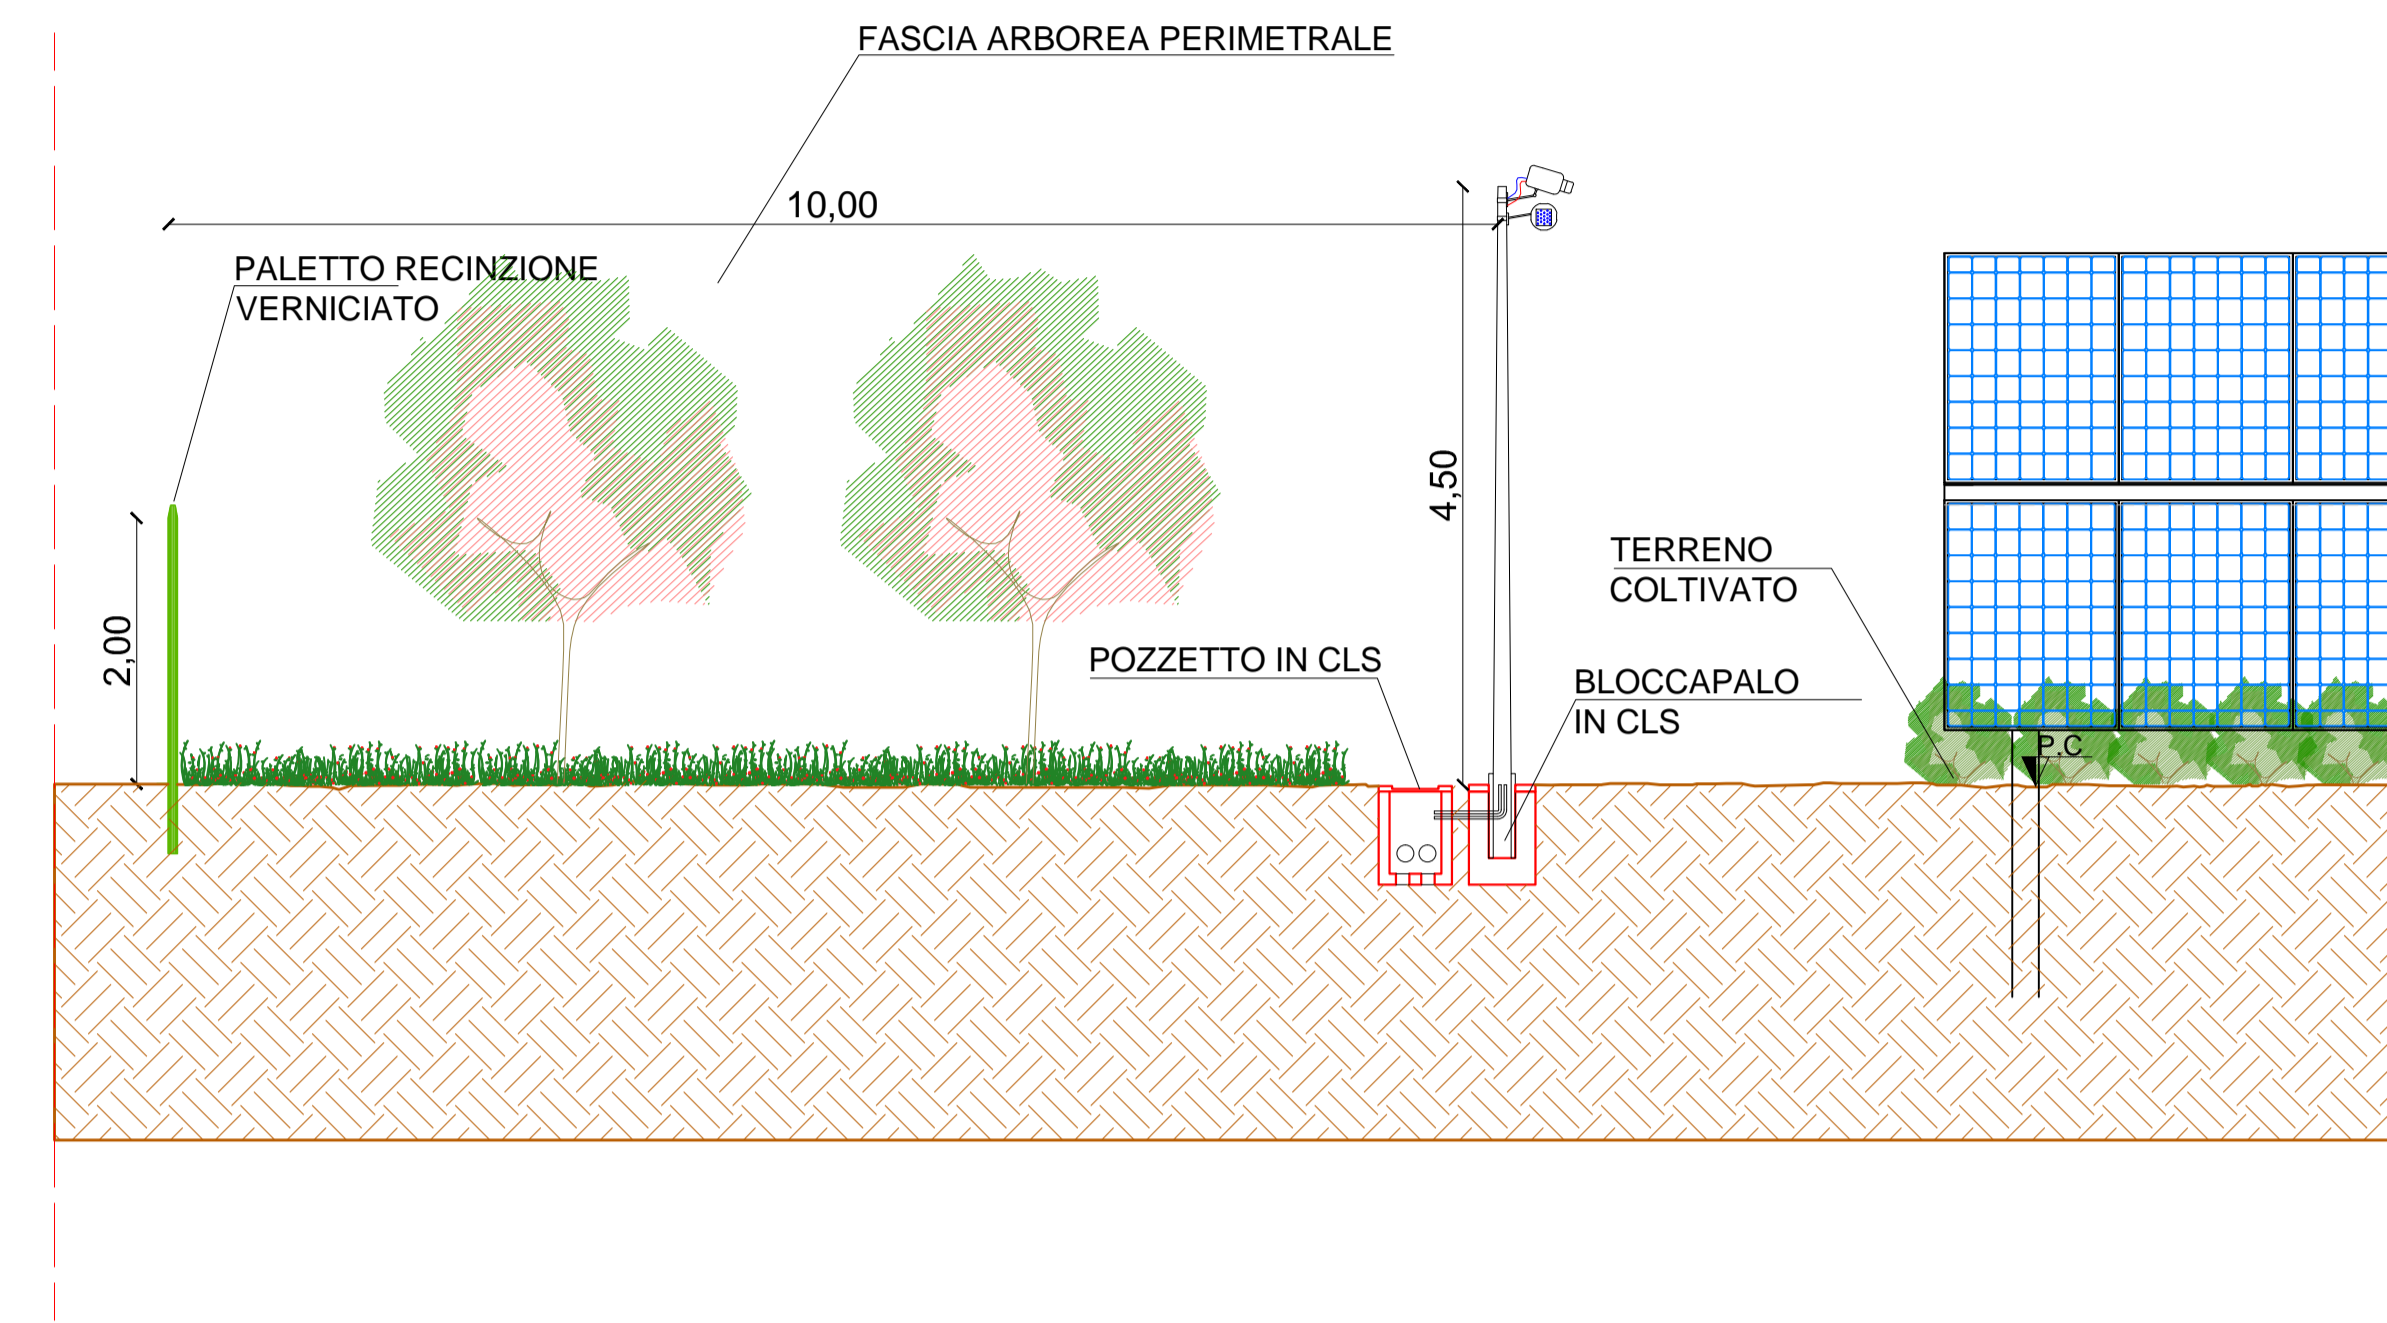 FASCIA ARBOREA PERIMETRALE
10,00
PALETTO RECINZIONE
VERNICIATO
4,50
TERRENO
COLTIVATO
2,00
POZZETTO IN CLS
BLOCCAPALO
IN CLS
P.C